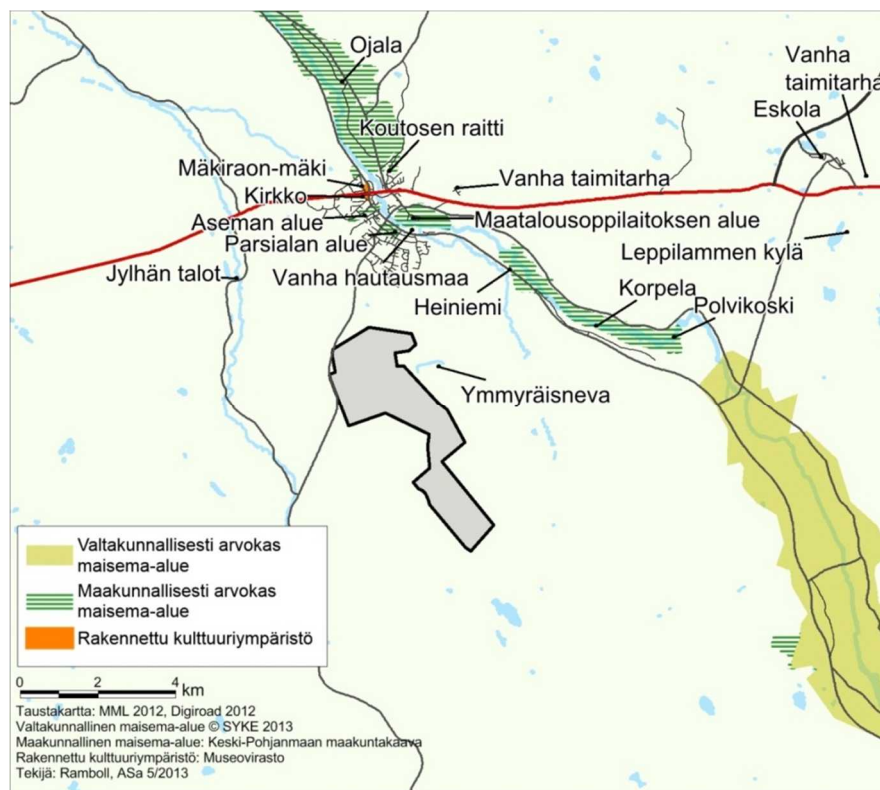 Ojala
Vanha
taimitarha
Eskola
Koutosen raitti
Mäkiraon-mäki
Vanha taimitarha
Kirkko
Aseman alue
Maatalousoppilaitoksen alue
Parsialan alue
Leppilammen kylä
Jylhän talot
Vanha hautausmaa
Heiniemi
Korpela
Polvikoski
Ymmyräisneva
Valtakunnallisesti arvokas
maisema-alue
Maakunnallisesti arvokas
maisema-alue
Rakennettu kulttuuriympäristö
0 2 4
km
Taustakartta: MML 2012, Digiroad 2012
Valtakunnallinen maisema-alue © SYKE 2013
Maakunnallinen maisema-alue: Keski-Pohjanmaan maakuntakaava
Rakennettu kulttuuriympäristö: Museovirasto
Tekijä: Ramboll, ASa 5/2013